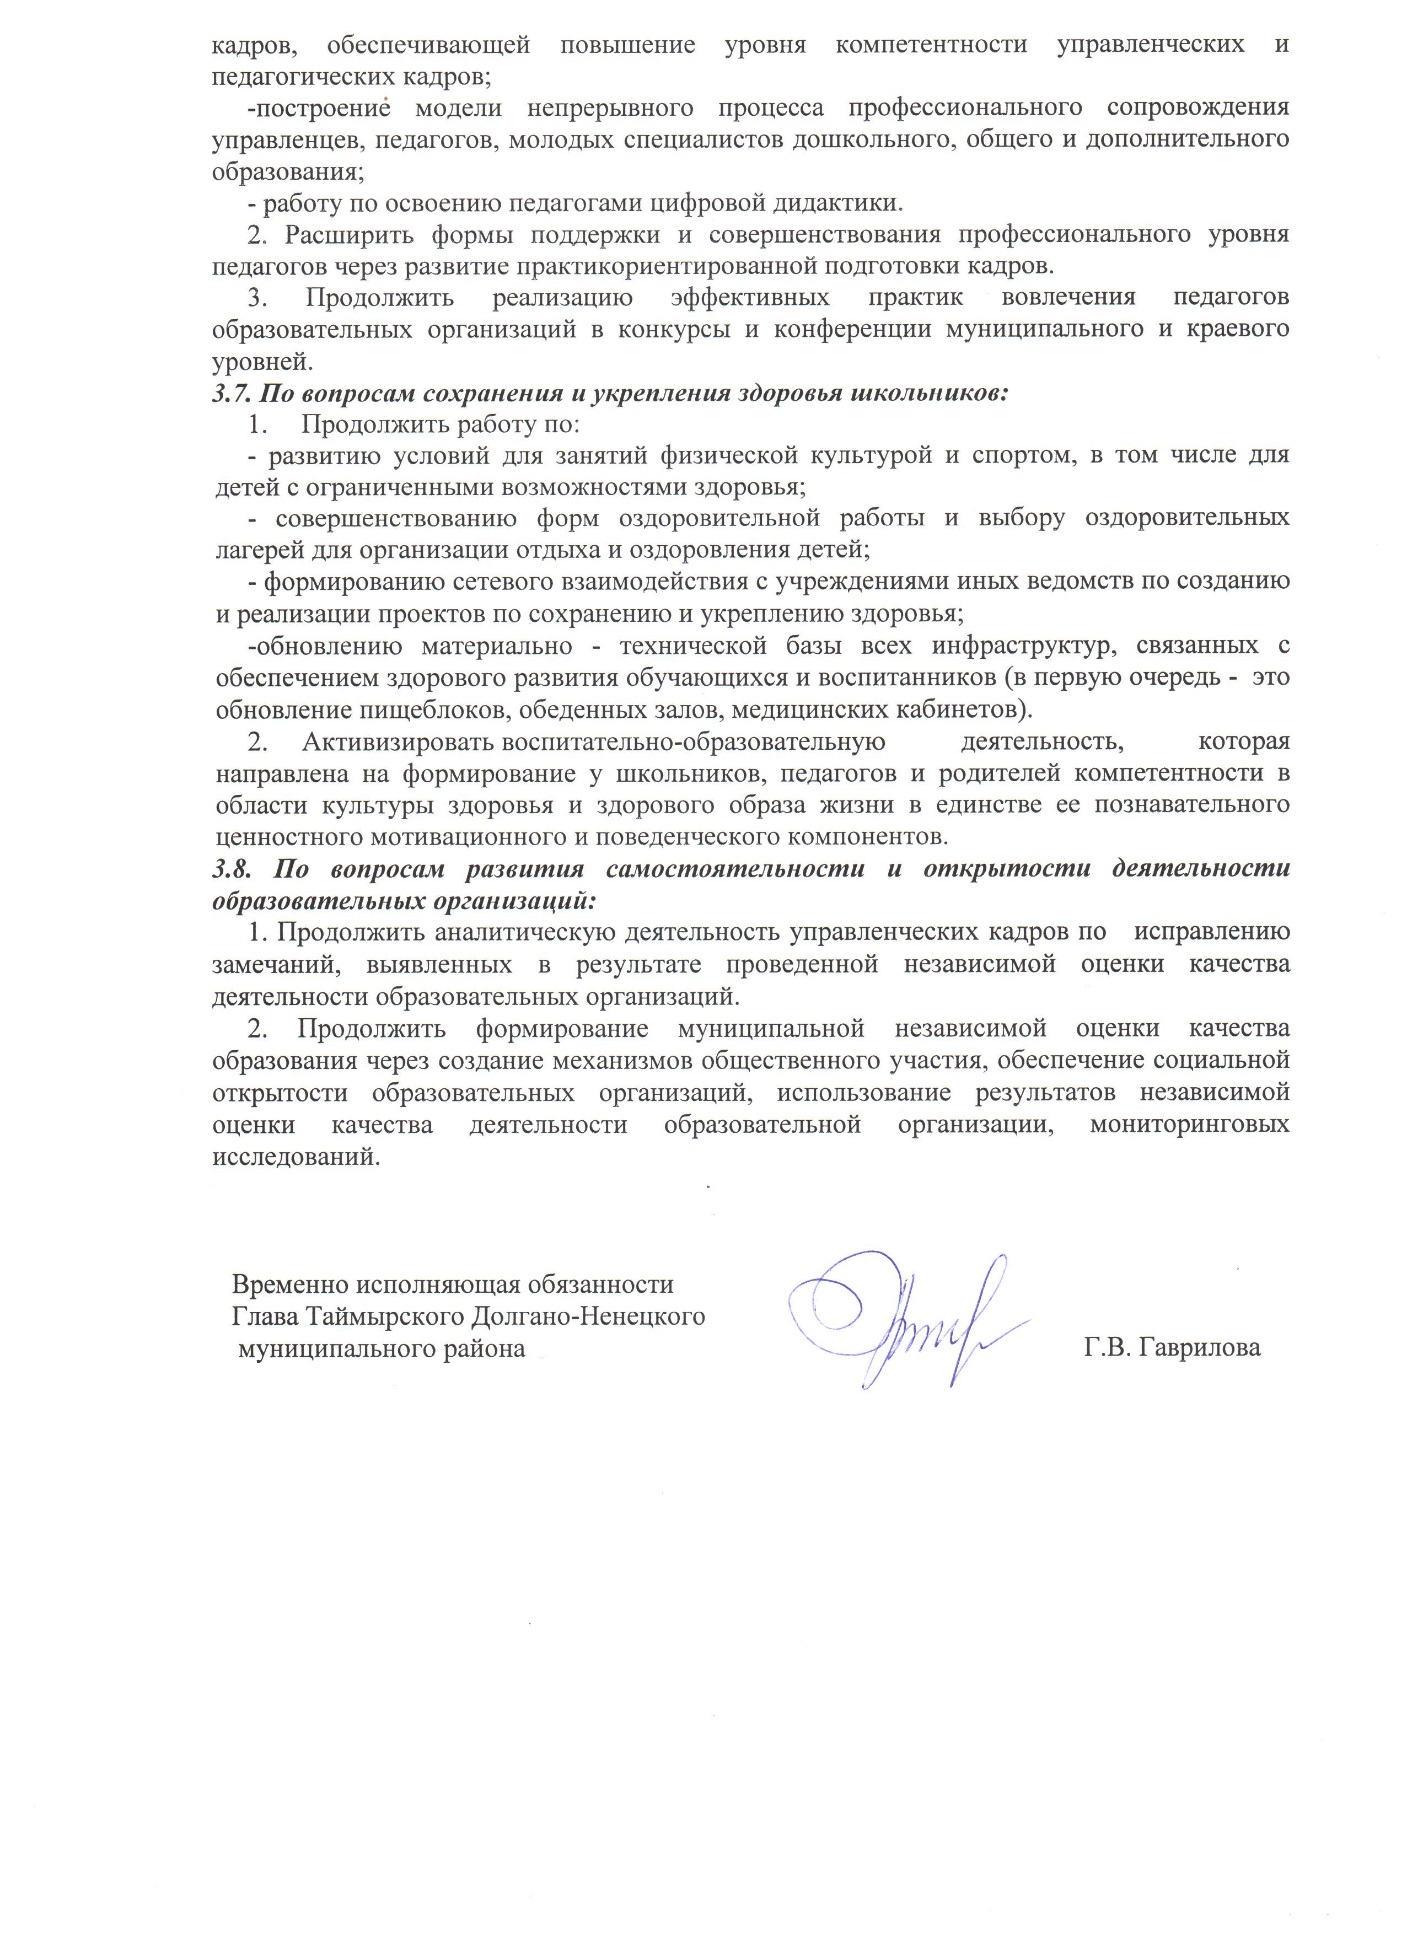 кадров, обеспечивающей повышение уровня компетентности управленческих и
педагогических кадров;
-построение модели непрерывного процесса профессионального сопровождения
управленцев, педагогов, молодых специалистов дошкольного, общего и дополнительного
образования;
- работу по освоению педагогами цифровой дидактики.
2. Расширить формы поддержки и совершенствования профессионального уровня
педагогов через развитие практикориентированной подготовки кадров.
3. Продолжить реализацию эффективных практик вовлечения педагогов
образовательных организаций в конкурсы и конференции муниципального и краевого
уровней.
3.7. По вопросам сохранения и укрепления здоровья школьников:
1. Продолжить работу по:
- развитию условий для занятий физической культурой и спортом, в том числе для
детей с ограниченными возможностями здоровья;
- совершенствованию форм оздоровительной работы и выбору оздоровительных
лагерей для организации отдыха и оздоровления детей;
- формированию сетевого взаимодействия с учреждениями иных ведомств по созданию
и реализации проектов по сохранению и укреплению здоровья;
-обновлению материально - технической базы всех инфраструктур, связанных с
обеспечением здорового развития обучающихся и воспитанников (в первую очередь - это
обновление пищеблоков, обеденных залов, медицинских кабинетов).
2. Активизировать воспитательно-образовательную деятельность, которая
направлена на формирование у школьников, педагогов и родителей компетентности в
области культуры здоровья и здорового образа жизни в единстве ее познавательного
ценностного мотивационного и поведенческого компонентов.
3.8. По вопросам развития самостоятельности и открытости деятельности
образовательных организаций:
1. Продолжить аналитическую деятельность управленческих кадров по исправлению
замечаний, выявленных в результате проведенной независимой оценки качества
деятельности образовательных организаций.
2. Продолжить формирование муниципальной независимой оценки качества
образования через создание механизмов общественного участия, обеспечение социальной
открытости образовательных организаций, использование результатов независимой
оценки качества деятельности образовательной организации, мониторинговых
исследований.
Временно исполняющая обязанности
Глава Таймырского Долгано-Ненецкого
муниципального района Г.В. Гаврилова